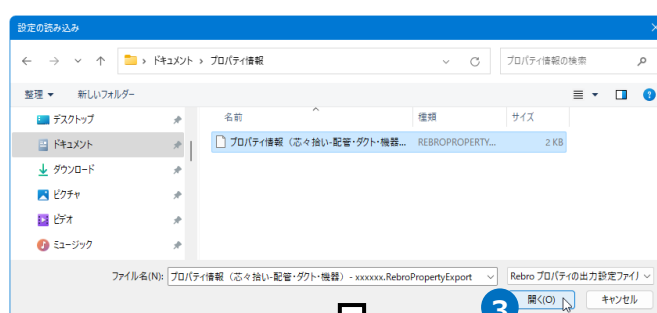 設定の読み込み
ドキュメント › プロパティ情報
プロパティ情報の検索
整理 新しいフォルダー
名前 種類 サイズ
デスクトップ
プロパティ情報（芯々拾い-配管・ダクト・機器... REBROPROPERTY... 2 KB
ドキュメント
ダウンロード
ピクチャ
ビデオ
ミュージック
ファイル名(N): プロパティ情報（芯々拾い-配管・ダクト・機器）- xxxxxx.RebroPropertyExport Rebro プロパティの出力設定ファイル
3 開く(O) キャンセル